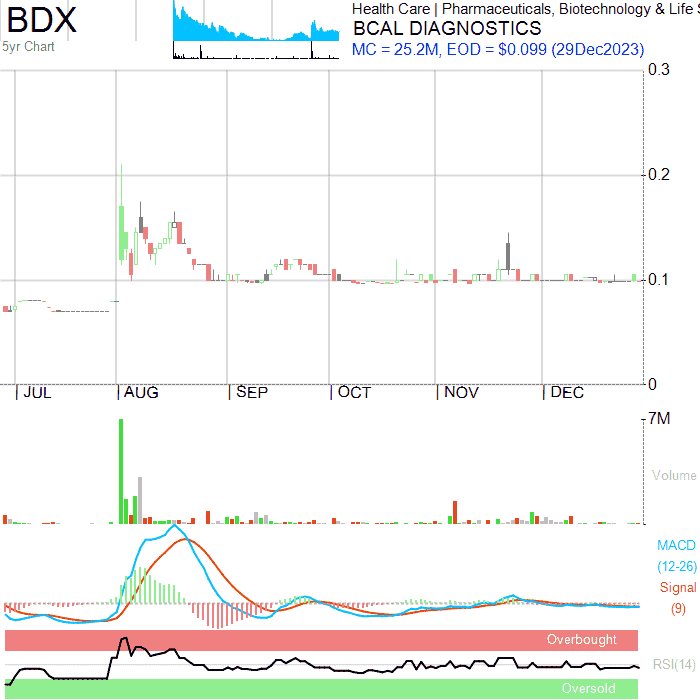 BDX
5yr Chart
Health Care | Pharmaceuticals, Biotechnology & Life S
BCAL DIAGNOSTICS
MC = 25.2M, EOD = $0.099 (29Dec2023)
0.3
0.2
0.1
0
JUL AUG SEP OCT NOV DEC
7M
Volume
MACD
(12-26)
Signal
(9)
Overbought
RSI(14)
Oversold